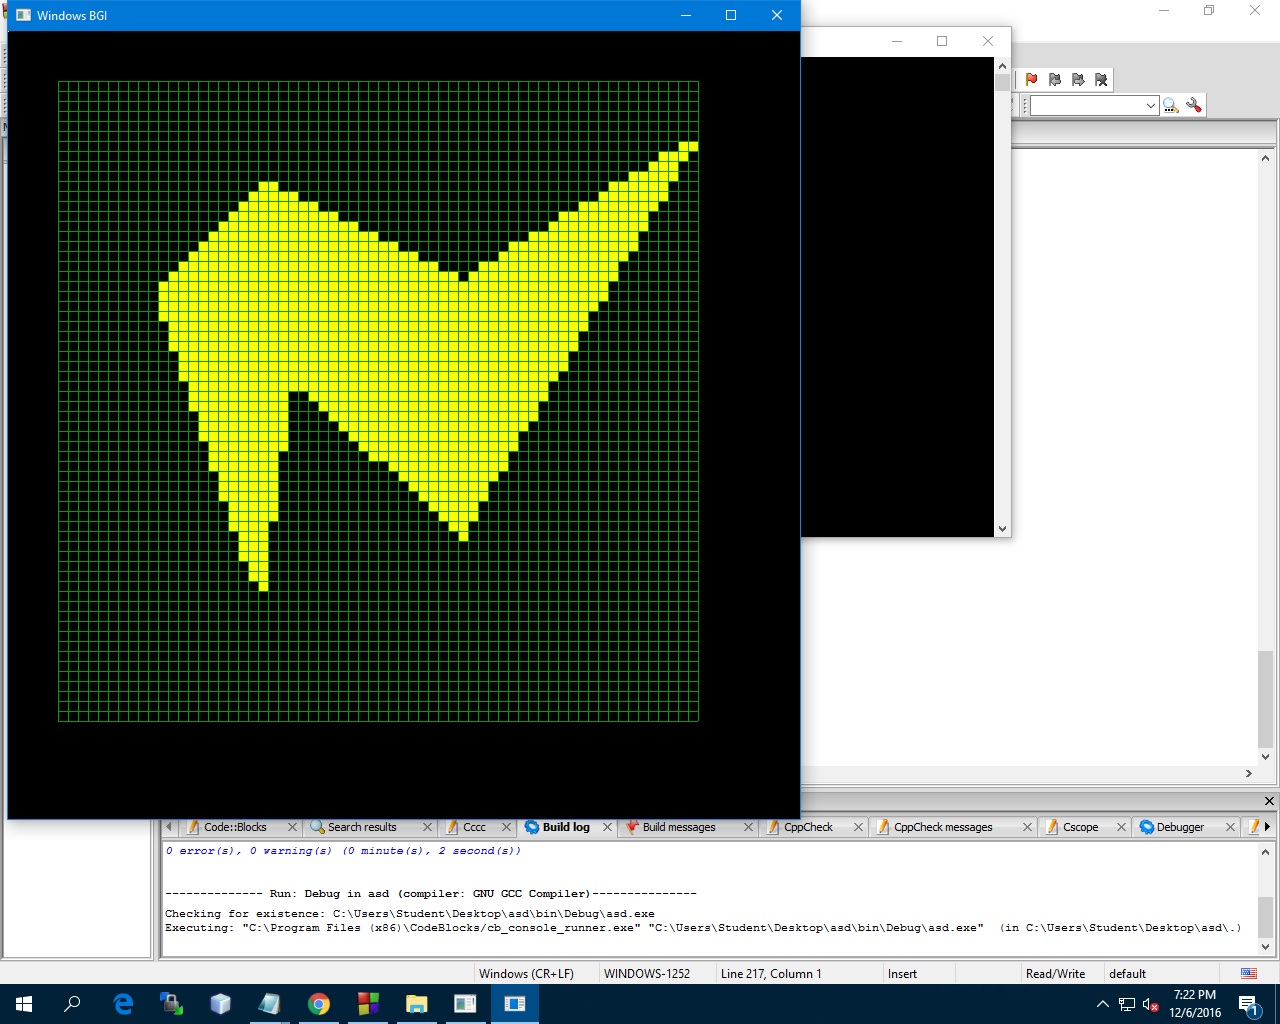 Windows BGI
Code::Blocks
Search results
Cccc
Build log
Build messages
CppCheck
CppCheck messages
Cscope
Debugger
0 error(s), 0 warning(s) (0 minute(s), 2 second(s))
-------------- Run: Debug in asd (compiler: GNU GCC Compiler)---------------
Checking for existence: C:\Users\Student\Desktop\asd\bin\Debug\asd.exe
Executing: "C:\Program Files (x86)\CodeBlocks/cb_console_runner.exe" "C:\Users\Student\Desktop\asd\bin\Debug\asd.exe"  (in C:\Users\Student\Desktop\asd\.)
Windows (CR+LF)
WINDOWS-1252
Line 217, Column 1
Insert
Read/Write
default
7:22 PM
12/6/2016
1